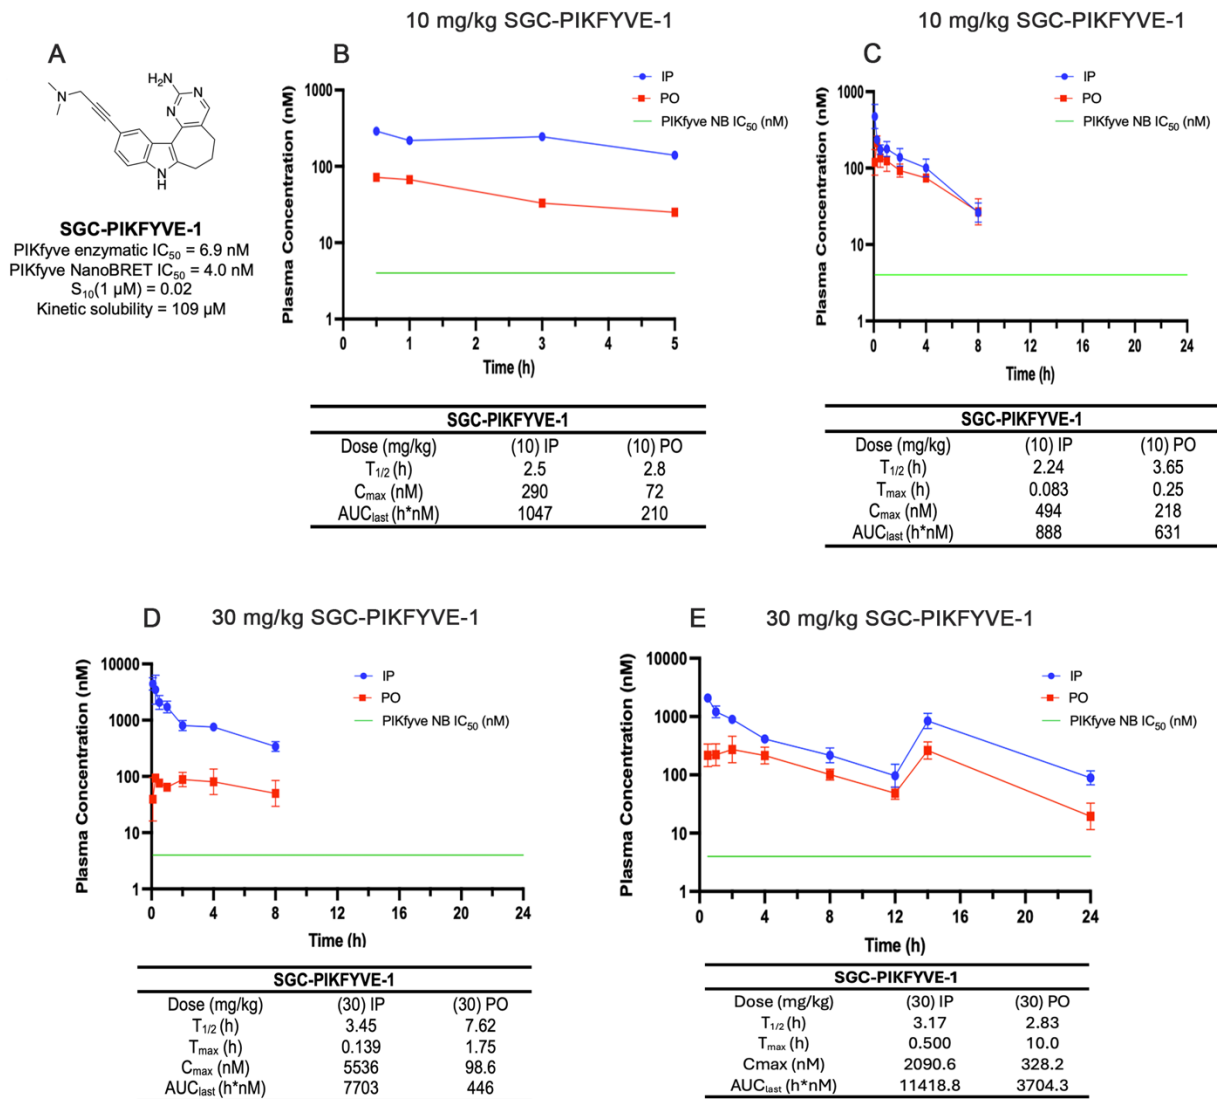 A
H₂N
N
N
N
N
H
SGC-PIKFYVE-1
PIKfyve enzymatic IC₅₀ = 6.9 nM
PIKfyve NanoBRET IC₅₀ = 4.0 nM
S₁₀(1 µM) = 0.02
Kinetic solubility = 109 µM
10 mg/kg SGC-PIKFYVE-1
B
IP
PO
PIKfyve NB IC₅₀ (nM)
Plasma Concentration (nM)
1000
100
10
1
0 1 2 3 4 5
Time (h)
SGC-PIKFYVE-1
Dose (mg/kg) (10) IP (10) PO
T₁/₂ (h) 2.5 2.8
Cₘₐₓ (nM) 290 72
AUCₗₐₛₜ (h*nM) 1047 210
10 mg/kg SGC-PIKFYVE-1
C
IP
PO
PIKfyve NB IC₅₀ (nM)
Plasma Concentration (nM)
1000
100
10
1
0 4 8 12 16 20 24
Time (h)
SGC-PIKFYVE-1
Dose (mg/kg) (10) IP (10) PO
T₁/₂ (h) 2.24 3.65
Tₘₐₓ (h) 0.083 0.25
Cₘₐₓ (nM) 494 218
AUCₗₐₛₜ (h*nM) 888 631
D
30 mg/kg SGC-PIKFYVE-1
IP
PO
PIKfyve NB IC₅₀ (nM)
Plasma Concentration (nM)
10000
1000
100
10
1
0 4 8 12 16 20 24
Time (h)
SGC-PIKFYVE-1
Dose (mg/kg) (30) IP (30) PO
T₁/₂ (h) 3.45 7.62
Tₘₐₓ (h) 0.139 1.75
Cₘₐₓ (nM) 5536 98.6
AUCₗₐₛₜ (h*nM) 7703 446
E
30 mg/kg SGC-PIKFYVE-1
IP
PO
PIKfyve NB IC₅₀ (nM)
Plasma Concentration (nM)
10000
1000
100
10
1
0 4 8 12 16 20 24
Time (h)
SGC-PIKFYVE-1
Dose (mg/kg) (30) IP (30) PO
T₁/₂ (h) 3.17 2.83
Tₘₐₓ (h) 0.500 10.0
Cmax (nM) 2090.6 328.2
AUCₗₐₛₜ (h*nM) 11418.8 3704.3